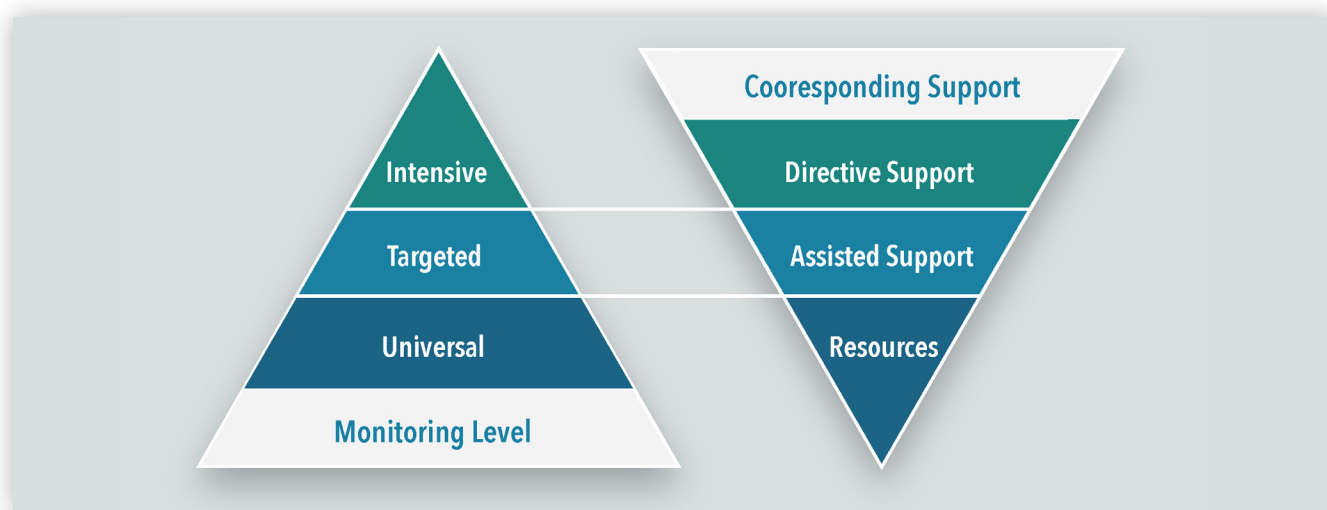 Intensive
Targeted
Universal
Monitoring Level
Cooresponding Support
Directive Support
Assisted Support
Resources